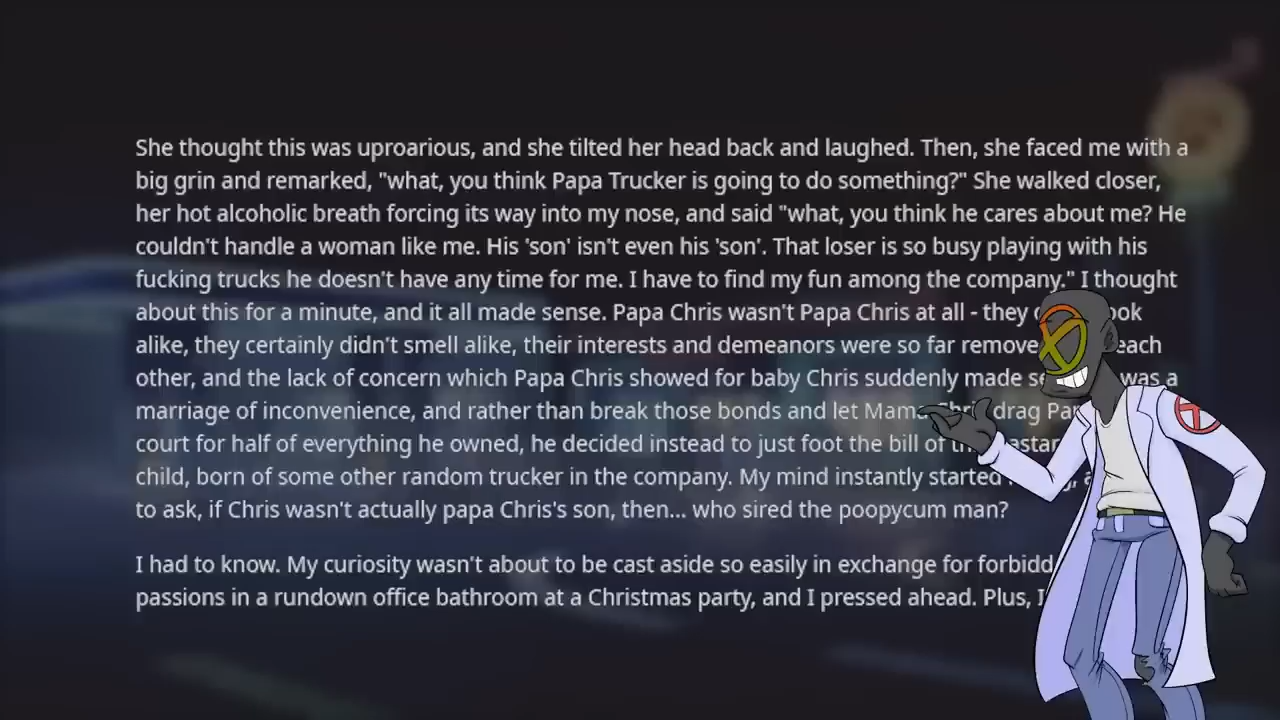 She thought this was uproarious, and she tilted her head back and laughed. Then, she faced me with a
big grin and remarked, "what, you think Papa Trucker is going to do something?" She walked closer,
her hot alcoholic breath forcing its way into my nose, and said "what, you think he cares about me? He
couldn't handle a woman like me. His 'son' isn't even his 'son'. That loser is so busy playing with his
fucking trucks he doesn't have any time for me. I have to find my fun among the company." I thought
about this for a minute, and it all made sense. Papa Chris wasn't Papa Chris at all - they
alike, they certainly didn't smell alike, their interests and demeanors were so far each
other, and the lack of concern which Papa Chris showed for baby Chris suddenly made was a
marriage of inconvenience, and rather than break those bonds and let drag
court for half of everything he owned, he decided instead to just foot the bill of
child, born of some other random trucker in the company. My mind instantly started
to ask, if Chris wasn't actually papa Chris's son, then... who sired the poopycum man?
I had to know. My curiosity wasn't about to be cast aside so easily in exchange for
passions in a rundown office bathroom at a Christmas party, and I pressed ahead. Plus,